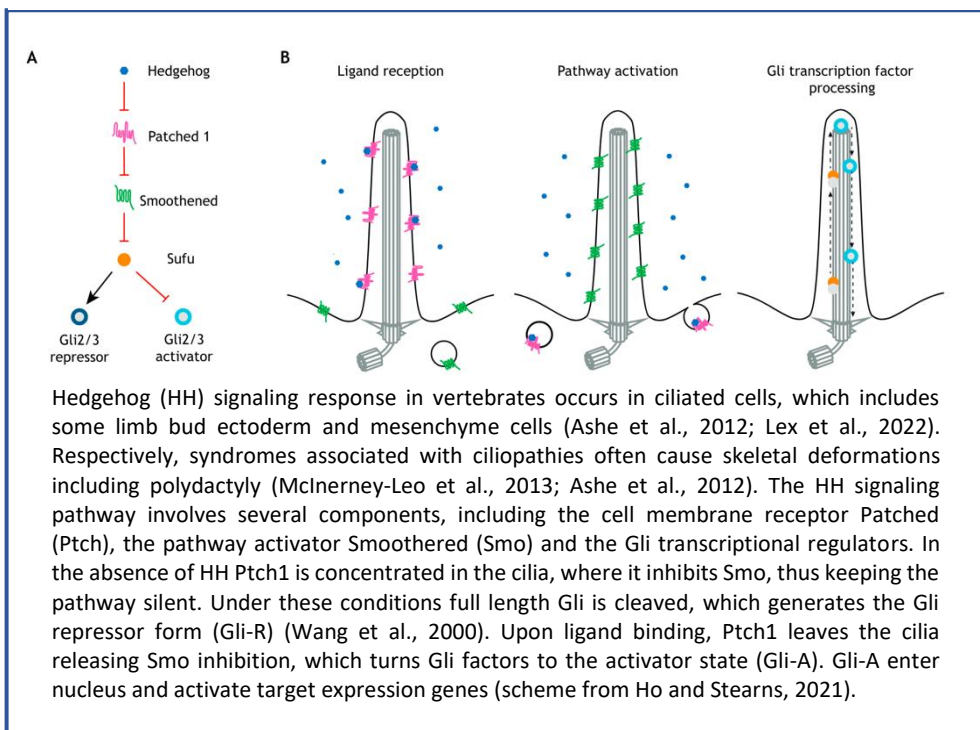 A
Hedgehog
Patched 1
Smoothened
Sufu
Gli2/3
repressor
Gli2/3
activator
B
Ligand reception
Pathway activation
Gli transcription factor
processing
Hedgehog (HH) signaling response in vertebrates occurs in ciliated cells, which includes
some limb bud ectoderm and mesenchyme cells (Ashe et al., 2012; Lex et al., 2022).
Respectively, syndromes associated with ciliopathies often cause skeletal deformations
including polydactyly (McInerney-Leo et al., 2013; Ashe et al., 2012). The HH signaling
pathway involves several components, including the cell membrane receptor Patched
(Ptch), the pathway activator Smoothered (Smo) and the Gli transcriptional regulators. In
the absence of HH Ptch1 is concentrated in the cilia, where it inhibits Smo, thus keeping the
pathway silent. Under these conditions full length Gli is cleaved, which generates the Gli
repressor form (Gli-R) (Wang et al., 2000). Upon ligand binding, Ptch1 leaves the cilia
releasing Smo inhibition, which turns Gli factors to the activator state (Gli-A). Gli-A enter
nucleus and activate target expression genes (scheme from Ho and Stearns, 2021).